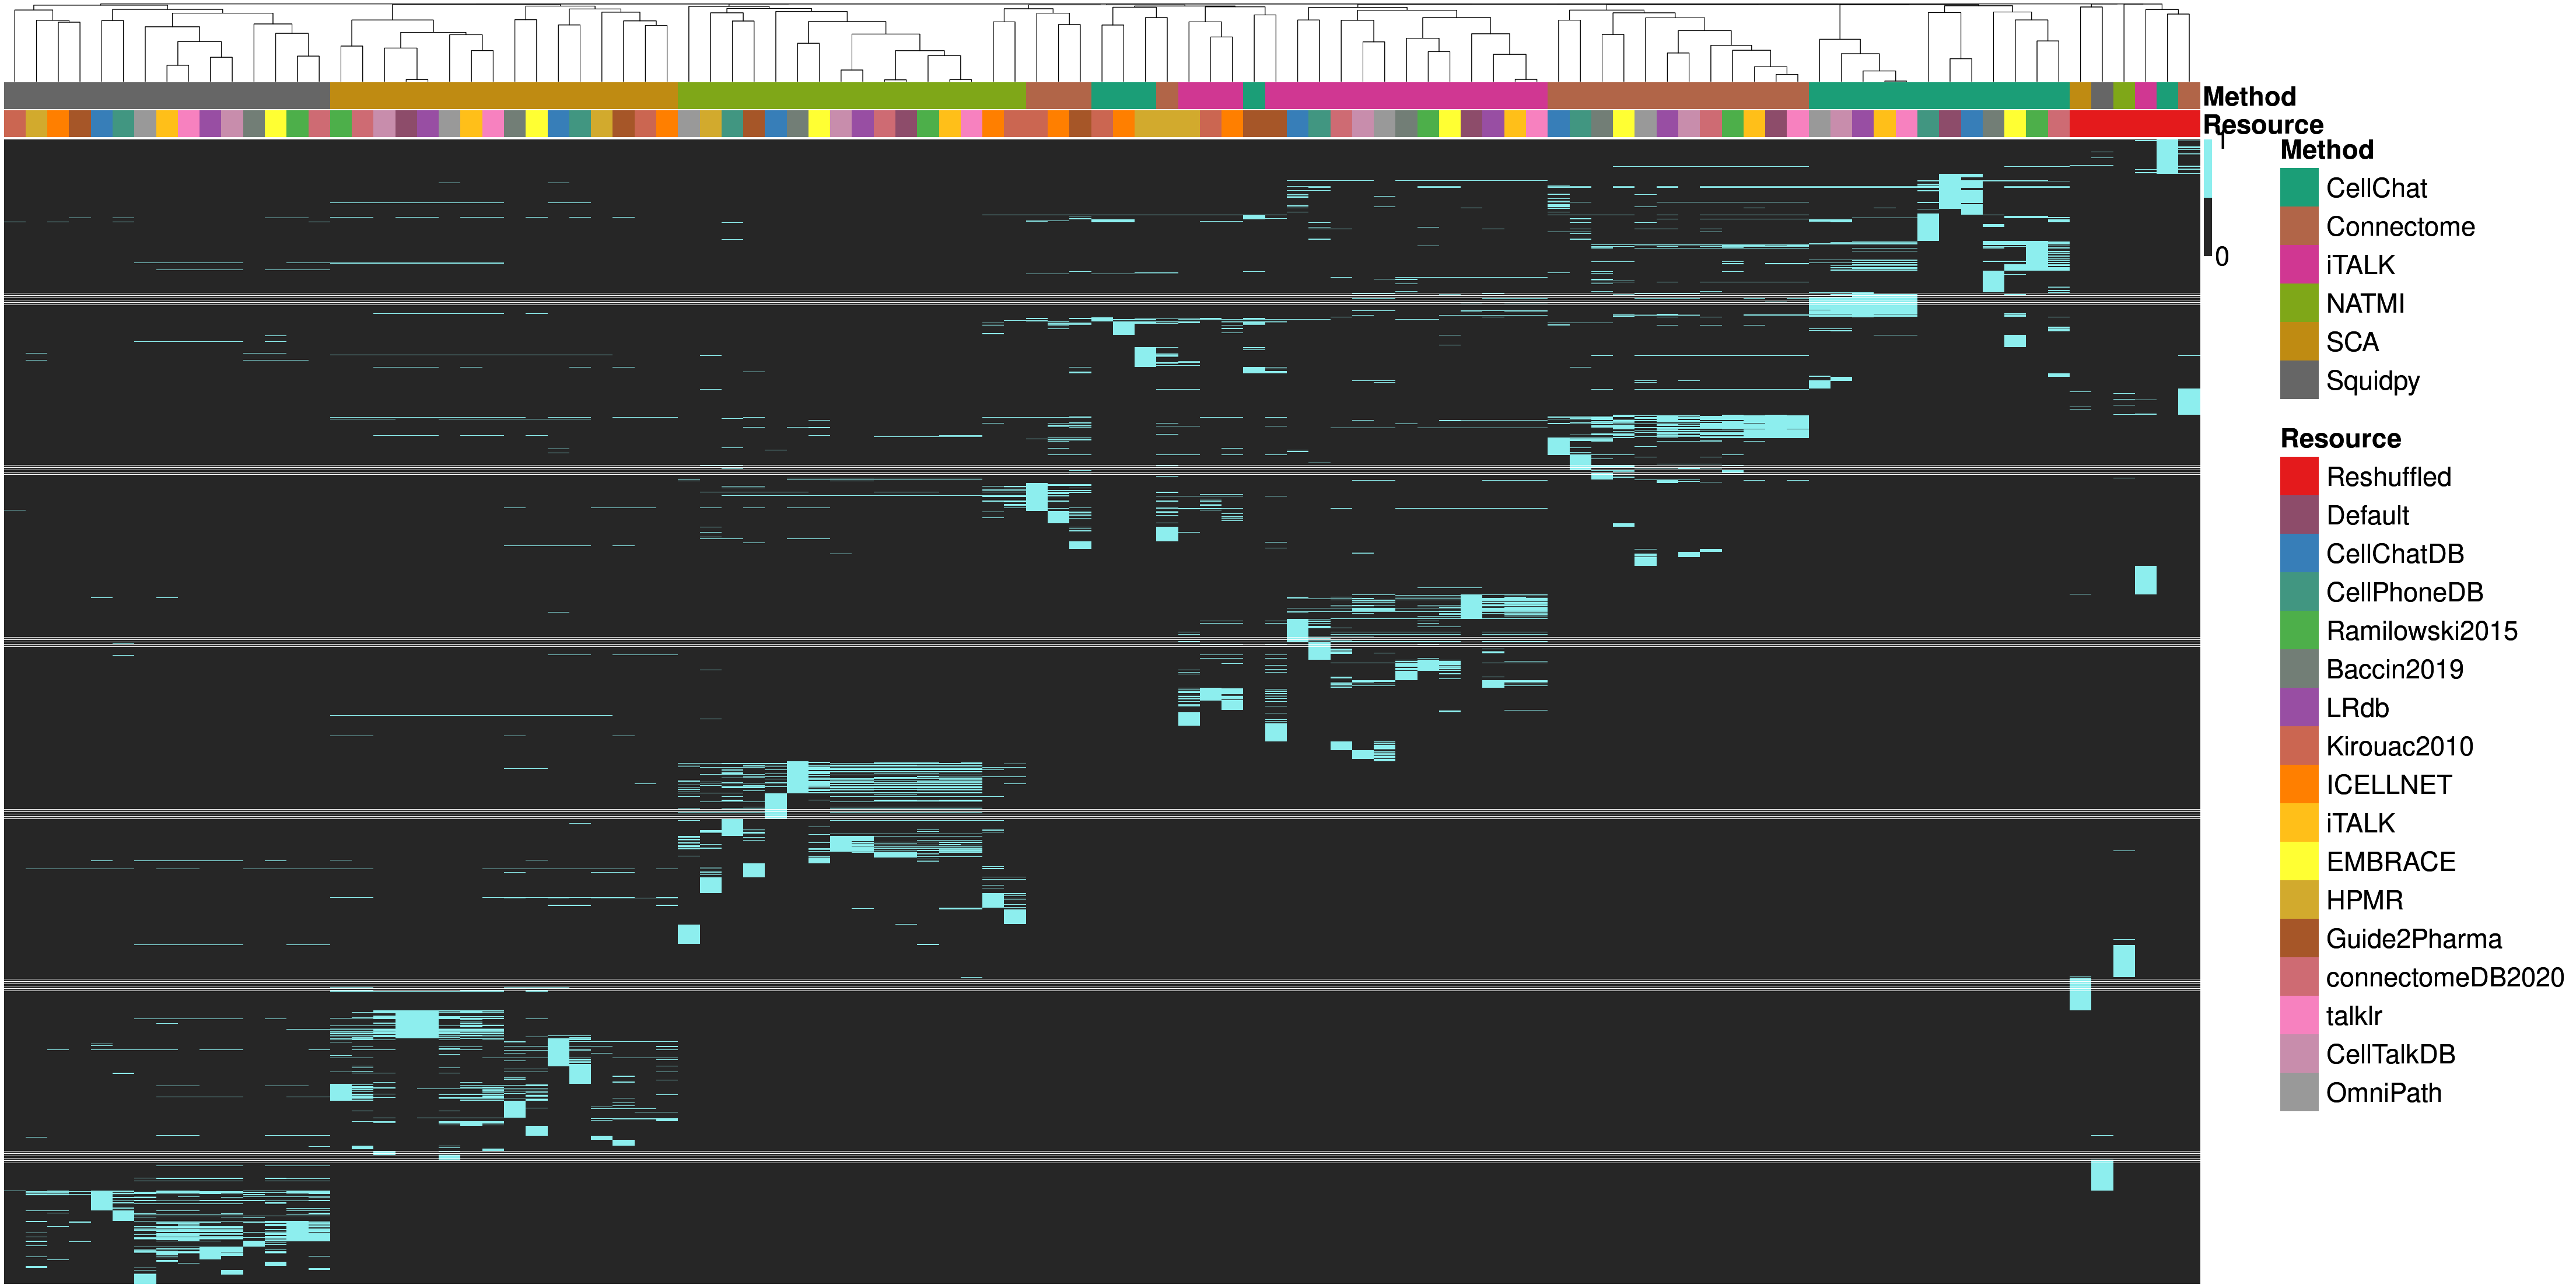 Method
Resource
1
0
Method
CellChat
Connectome
iTALK
NATMI
SCA
Squidpy
Resource
Reshuffled
Default
CellChatDB
CellPhoneDB
Ramilowski2015
Baccin2019
LRdb
Kirouac2010
ICELLNET
iTALK
EMBRACE
HPMR
Guide2Pharma
connectomeDB2020
talklr
CellTalkDB
OmniPath